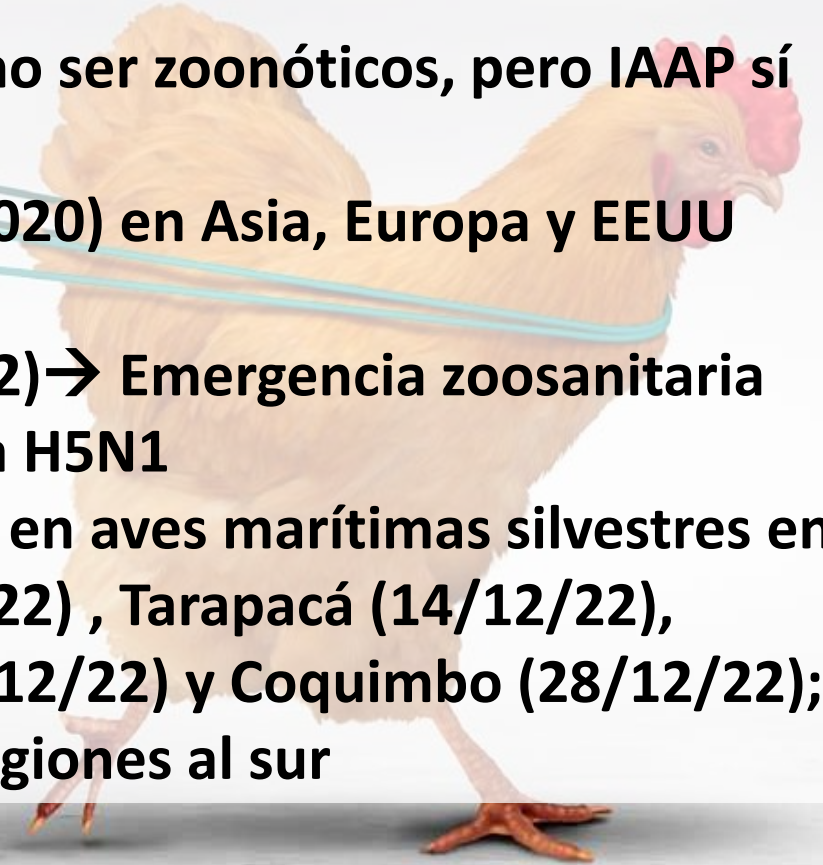 no ser zoonóticos, pero IAAP sí
020) en Asia, Europa y EEUU
2)→ Emergencia zoosanitaria
H5N1
en aves marítimas silvestres en
22) , Tarapacá (14/12/22),
12/22) y Coquimbo (28/12/22);
giones al sur